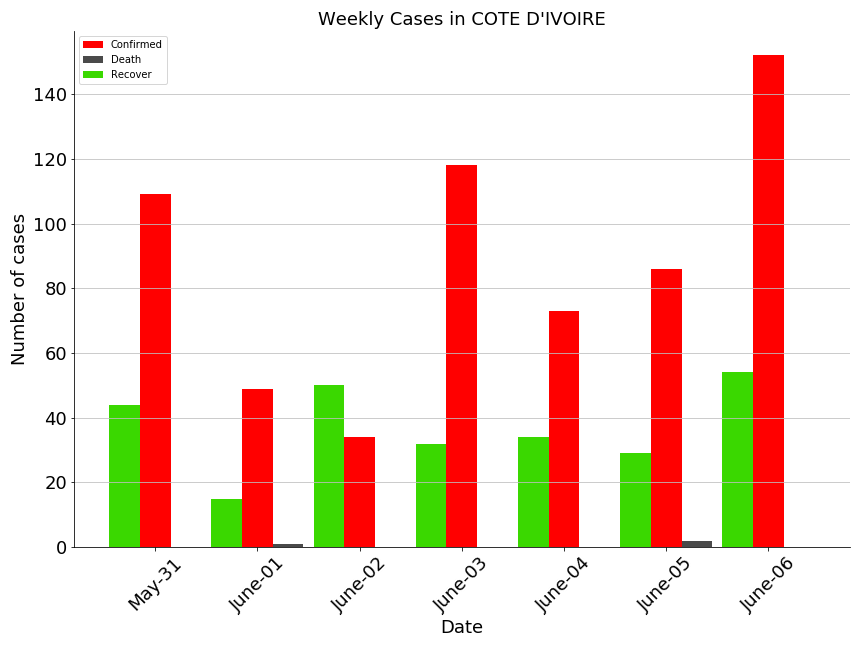 Weekly Cases in COTE D'IVOIRE
Confirmed
Death
Recover
Number of cases
140
120
100
80
60
40
20
0
May-31
June-01
June-02
June-03
June-04
June-05
June-06
Date